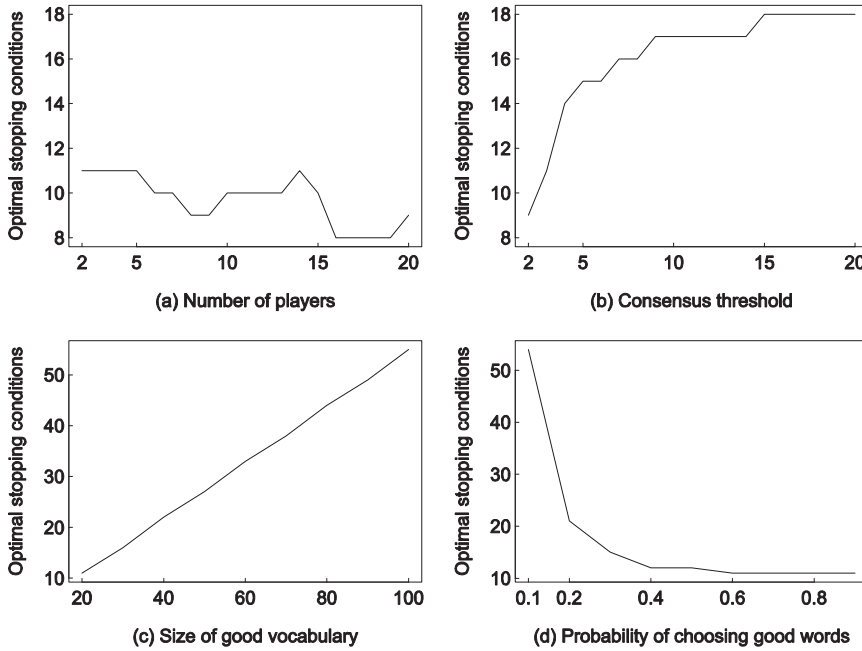 Optimal stopping conditions
18
16
14
12
10
8
2 5 10 15 20
(a) Number of players
Optimal stopping conditions
18
16
14
12
10
8
2 5 10 15 20
(b) Consensus threshold
Optimal stopping conditions
50
40
30
20
10
20 40 60 80 100
(c) Size of good vocabulary
Optimal stopping conditions
50
40
30
20
10
0.1 0.2 0.4 0.6 0.8
(d) Probability of choosing good words